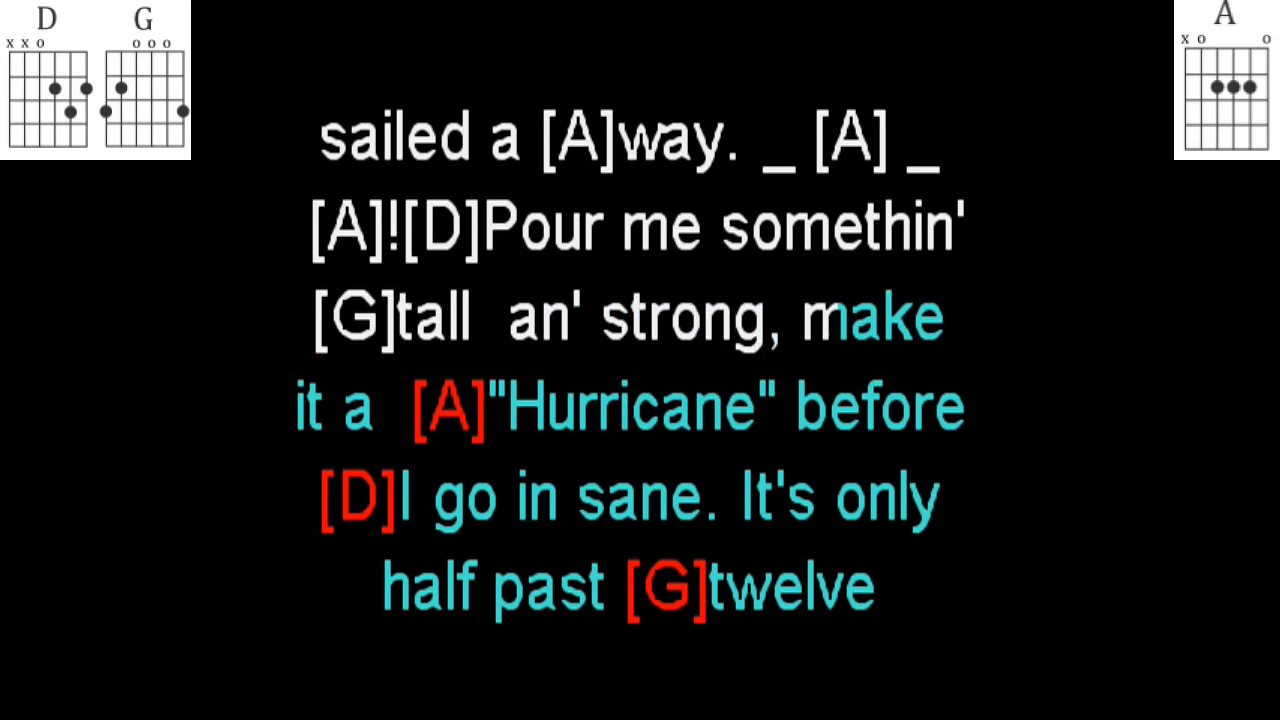 D G A
x x o o o o x o o
sailed a [A]way. _ [A] _
[A]![D]Pour me somethin'
[G]tall an' strong, make
it a [A]"Hurricane" before
[D]I go in sane. It's only
half past [G]twelve